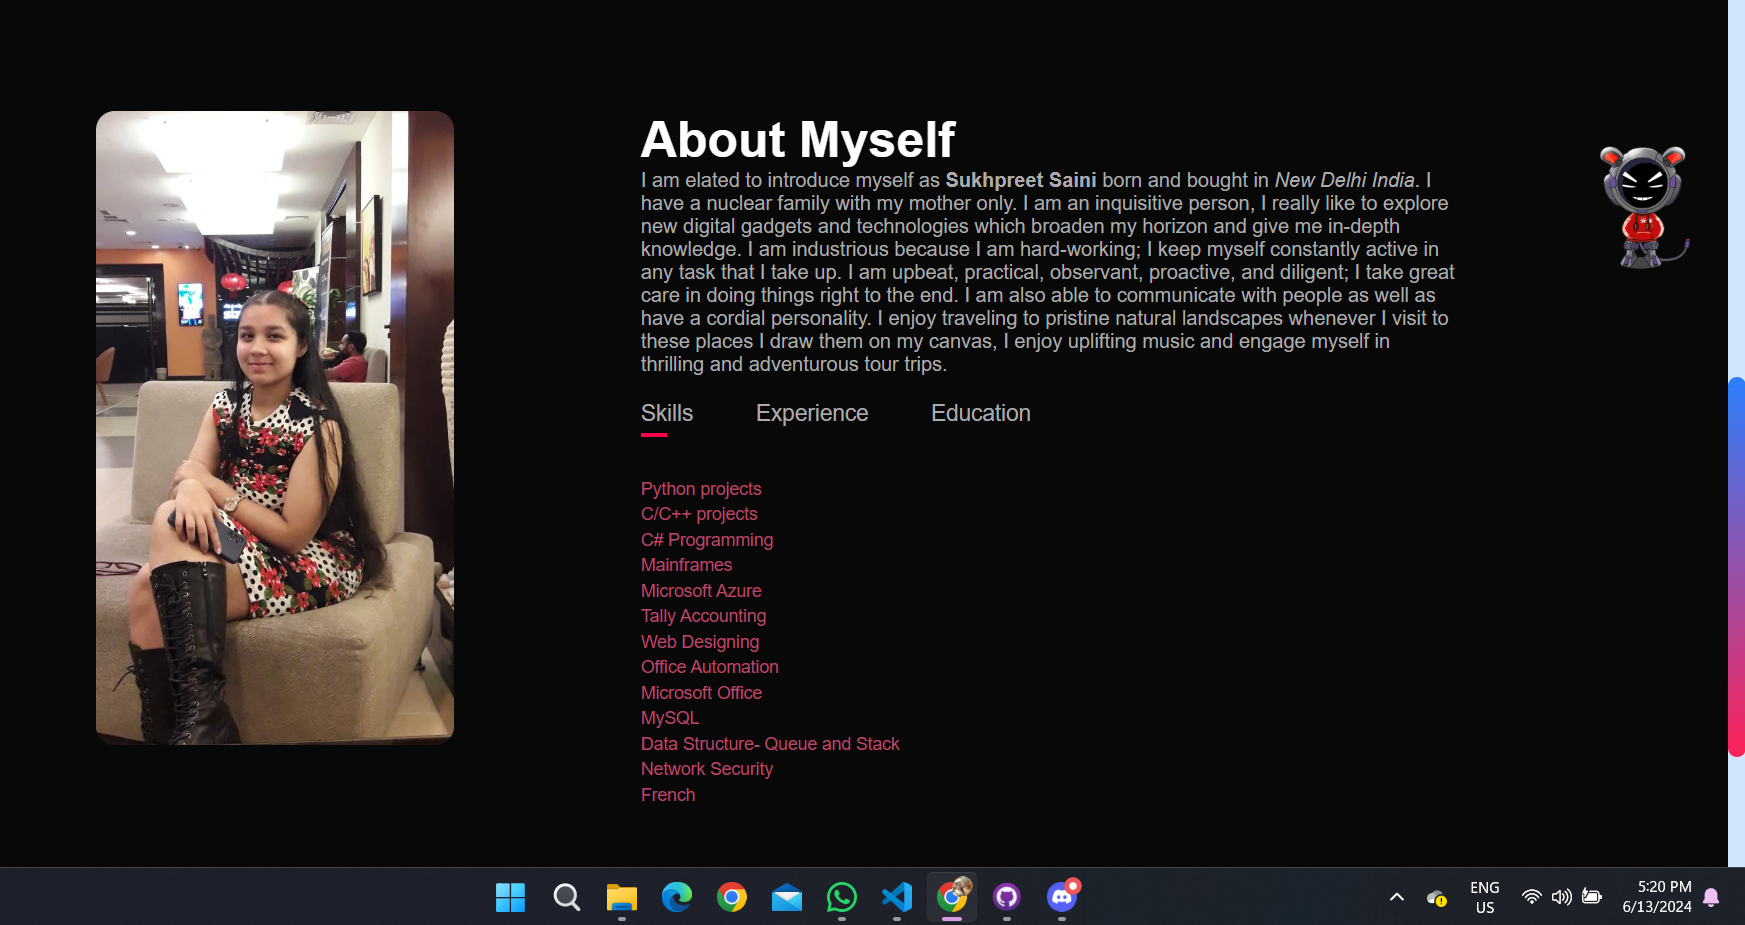 About Myself
I am elated to introduce myself as Sukhpreet Saini born and bought in New Delhi India. I
have a nuclear family with my mother only. I am an inquisitive person, I really like to explore
new digital gadgets and technologies which broaden my horizon and give me in-depth
knowledge. I am industrious because I am hard-working; I keep myself constantly active in
any task that I take up. I am upbeat, practical, observant, proactive, and diligent; I take great
care in doing things right to the end. I am also able to communicate with people as well as
have a cordial personality. I enjoy traveling to pristine natural landscapes whenever I visit to
these places I draw them on my canvas, I enjoy uplifting music and engage myself in
thrilling and adventurous tour trips.
Skills Experience Education
Python projects
C/C++ projects
C# Programming
Mainframes
Microsoft Azure
Tally Accounting
Web Designing
Office Automation
Microsoft Office
MySQL
Data Structure- Queue and Stack
Network Security
French
ENG
US
5:20 PM
6/13/2024